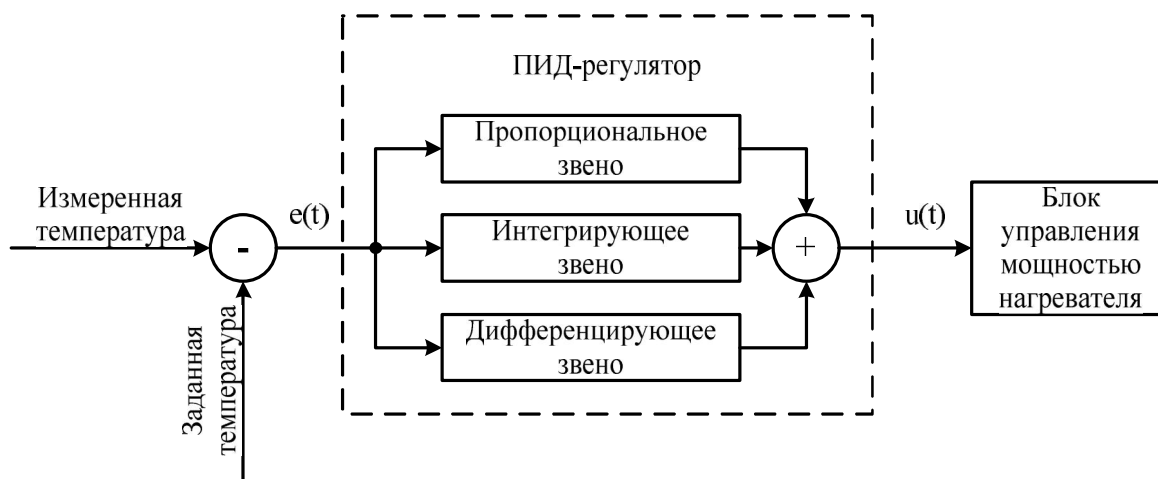 ПИД-регулятор
Пропорциональное
звено
Измеренная
температура
-
e(t)
Интегрирующее
звено
+
u(t)
Блок
управления
мощностью
нагревателя
Дифференцирующее
звено
Заданная
температура